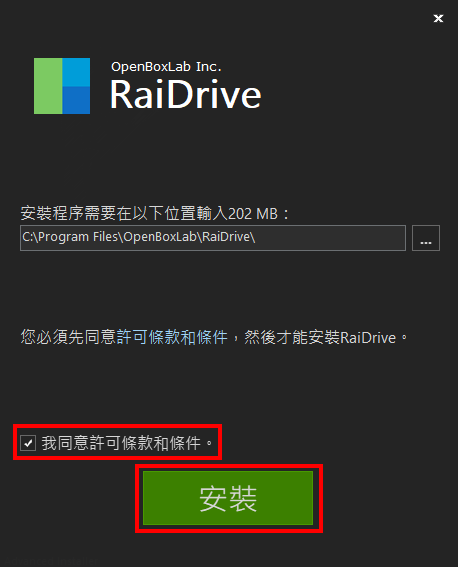 OpenBoxLab Inc.
RaiDrive
安裝程序需要在以下位置輸入202 MB：
C:\Program Files\OpenBoxLab\RaiDrive\
...
您必須先同意許可條款和條件，然後才能安裝RaiDrive。
我同意許可條款和條件。
安裝